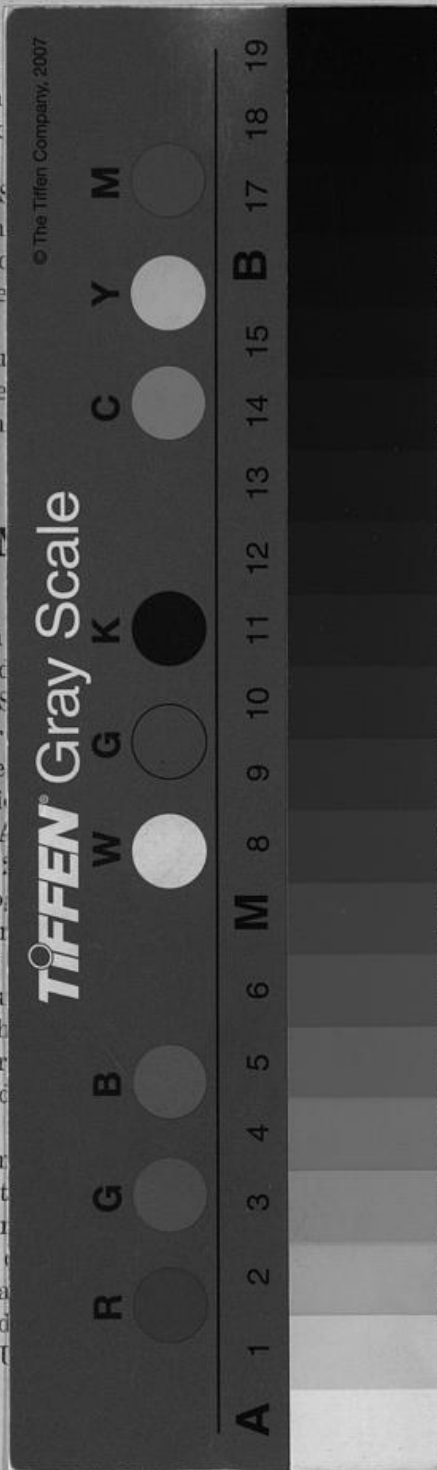 TIFFEN® Gray Scale
© The Tiffen Company, 2007
R G B W G K C Y M
A 1 2 3 4 5 6 M 8 9 10 11 12 13 14 15 B 17 18 19